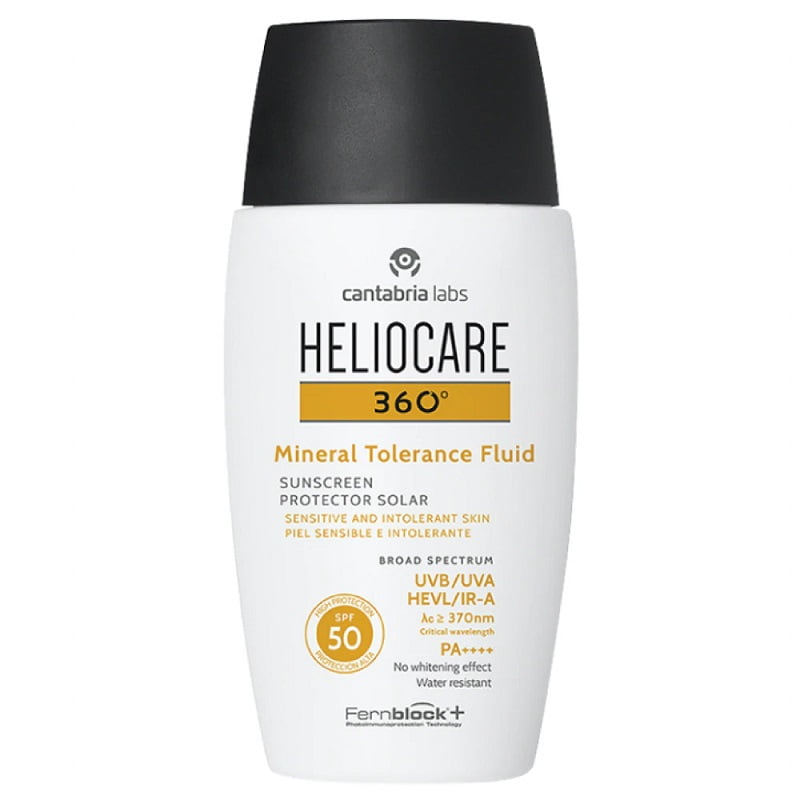 cantabria labs
HELIOCARE
360°
Mineral Tolerance Fluid
SUNSCREEN
PROTECTOR SOLAR
SENSITIVE AND INTOLERANT SKIN
PIEL SENSIBLE E INTOLERANTE
BROAD SPECTRUM
UVB/UVA
HEVL/IR-A
λc ≥ 370nm
Critical wavelength
PA++++
No whitening effect
Water resistant
HIGH PROTECTION
SPF
50
PROTECCIÓN ALTA
Fernblock®+
Photoimmunoprotection Technology